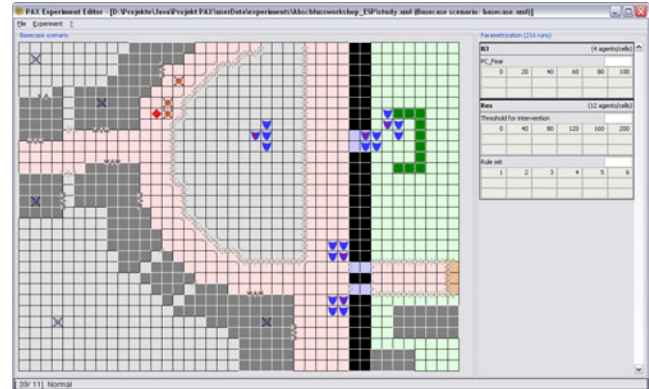 PAX Experiment Editor - [D:\Projekte\Java\Projekt PAX\userData\experiments\Abschlussworkshop_ESP\study.xml (Basecase scenario: basecase.xml)]
File Experiment ?
Basecase scenario
Parametrization (216 runs)
NJ (4 agents/cells)
PC_Fear
0 20 40 60 80 100
Res (12 agents/cells)
Threshold for intervention
0 40 80 120 160 200
Rule set
1 2 3 4 5 6
39/ 11| Normal